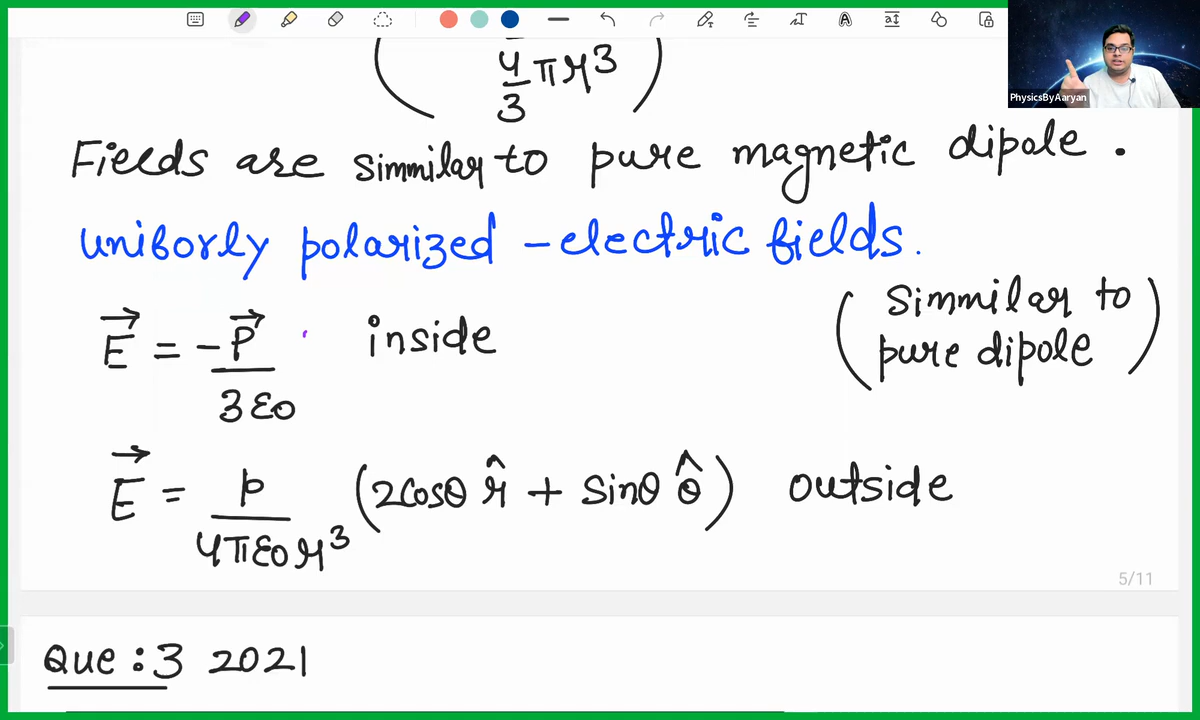 PhysicsByAaryan
( 4/3 πr³ )
Fields are simmilar to pure magnetic dipole .
uniborly polarized - electric fields.
E⃗ = -P⃗ / 3ε0 inside
( Simmilar to
pure dipole )
E⃗ = p / 4πε0r³ (2cosθ r̂ + sinθ θ̂) outside
5/11
Que : 3 2021